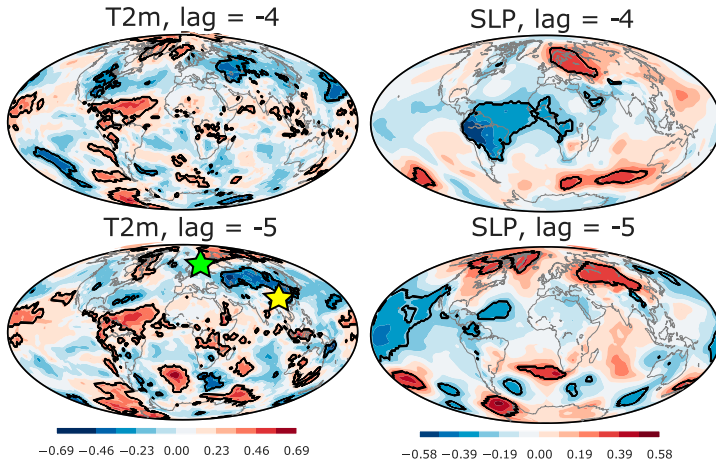 T2m, lag = -4
SLP, lag = -4
T2m, lag = -5
SLP, lag = -5
−0.69 −0.46 −0.23 0.00 0.23 0.46 0.69
−0.58 −0.39 −0.19 0.00 0.19 0.39 0.58